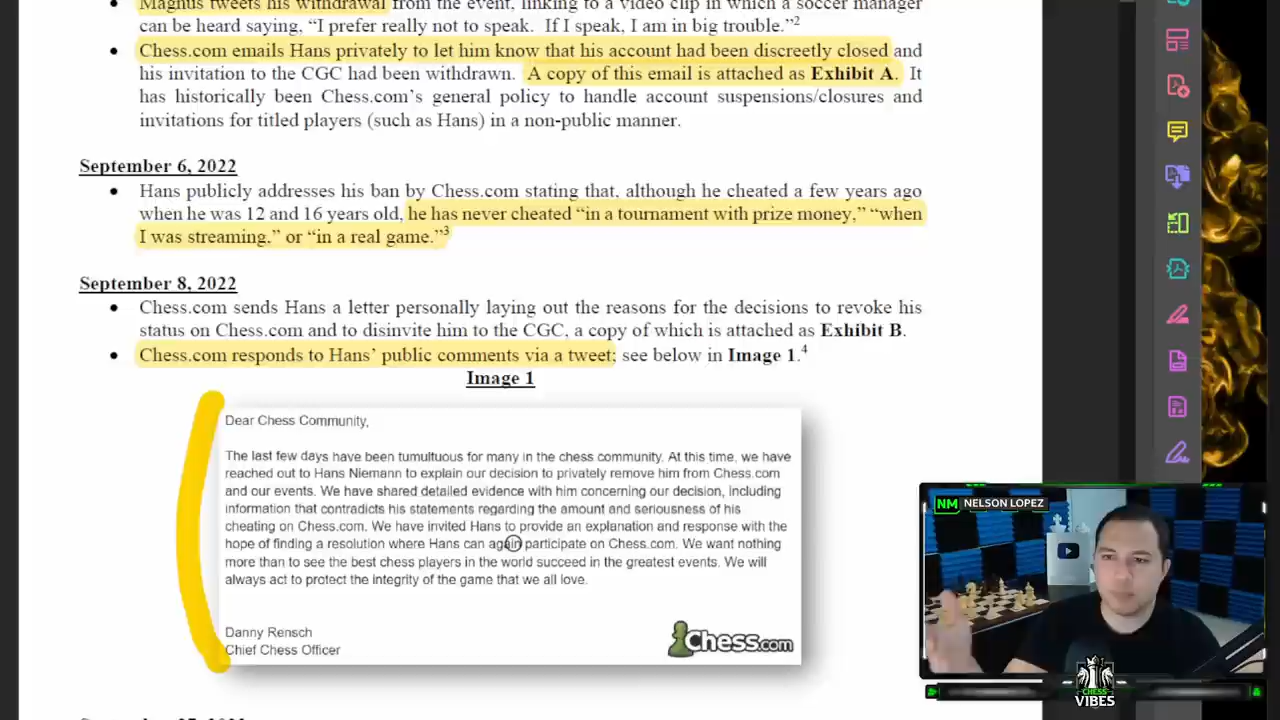 Magnus tweets his withdrawal from the event, linking to a video clip in which a soccer manager
can be heard saying, “I prefer really not to speak. If I speak, I am in big trouble.”2
• Chess.com emails Hans privately to let him know that his account had been discreetly closed and
his invitation to the CGC had been withdrawn. A copy of this email is attached as Exhibit A. It
has historically been Chess.com’s general policy to handle account suspensions/closures and
invitations for titled players (such as Hans) in a non-public manner.
September 6, 2022
• Hans publicly addresses his ban by Chess.com stating that, although he cheated a few years ago
when he was 12 and 16 years old, he has never cheated “in a tournament with prize money,” “when
I was streaming,” or “in a real game.”3
September 8, 2022
• Chess.com sends Hans a letter personally laying out the reasons for the decisions to revoke his
status on Chess.com and to disinvite him to the CGC, a copy of which is attached as Exhibit B.
• Chess.com responds to Hans’ public comments via a tweet; see below in Image 1.4
Image 1
Dear Chess Community,
The last few days have been tumultuous for many in the chess community. At this time, we have
reached out to Hans Niemann to explain our decision to privately remove him from Chess.com
and our events. We have shared detailed evidence with him concerning our decision, including
information that contradicts his statements regarding the amount and seriousness of his
cheating on Chess.com. We have invited Hans to provide an explanation and response with the
hope of finding a resolution where Hans can again participate on Chess.com. We want nothing
more than to see the best chess players in the world succeed in the greatest events. We will
always act to protect the integrity of the game that we all love.
Danny Rensch
Chief Chess Officer
Chess.com
NM NELSON LOPEZ
CHESS
VIBES